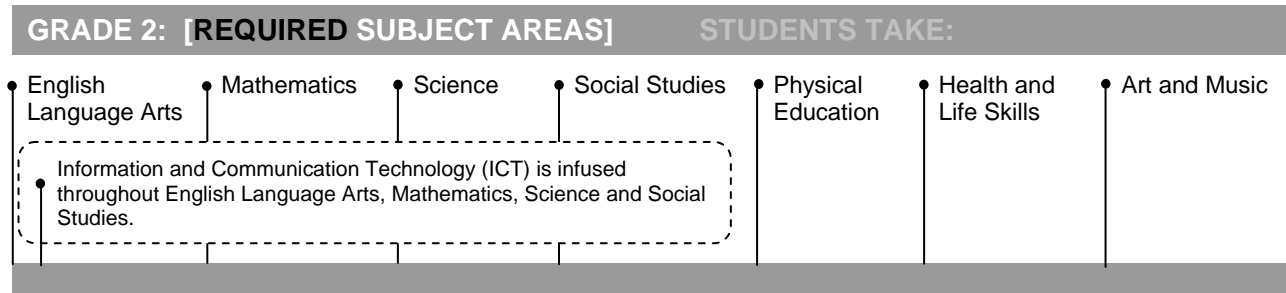 GRADE 2: [REQUIRED SUBJECT AREAS] STUDENTS TAKE:
English
Language Arts
Mathematics
Science
Social Studies
Physical
Education
Health and
Life Skills
Art and Music
Information and Communication Technology (ICT) is infused
throughout English Language Arts, Mathematics, Science and Social
Studies.